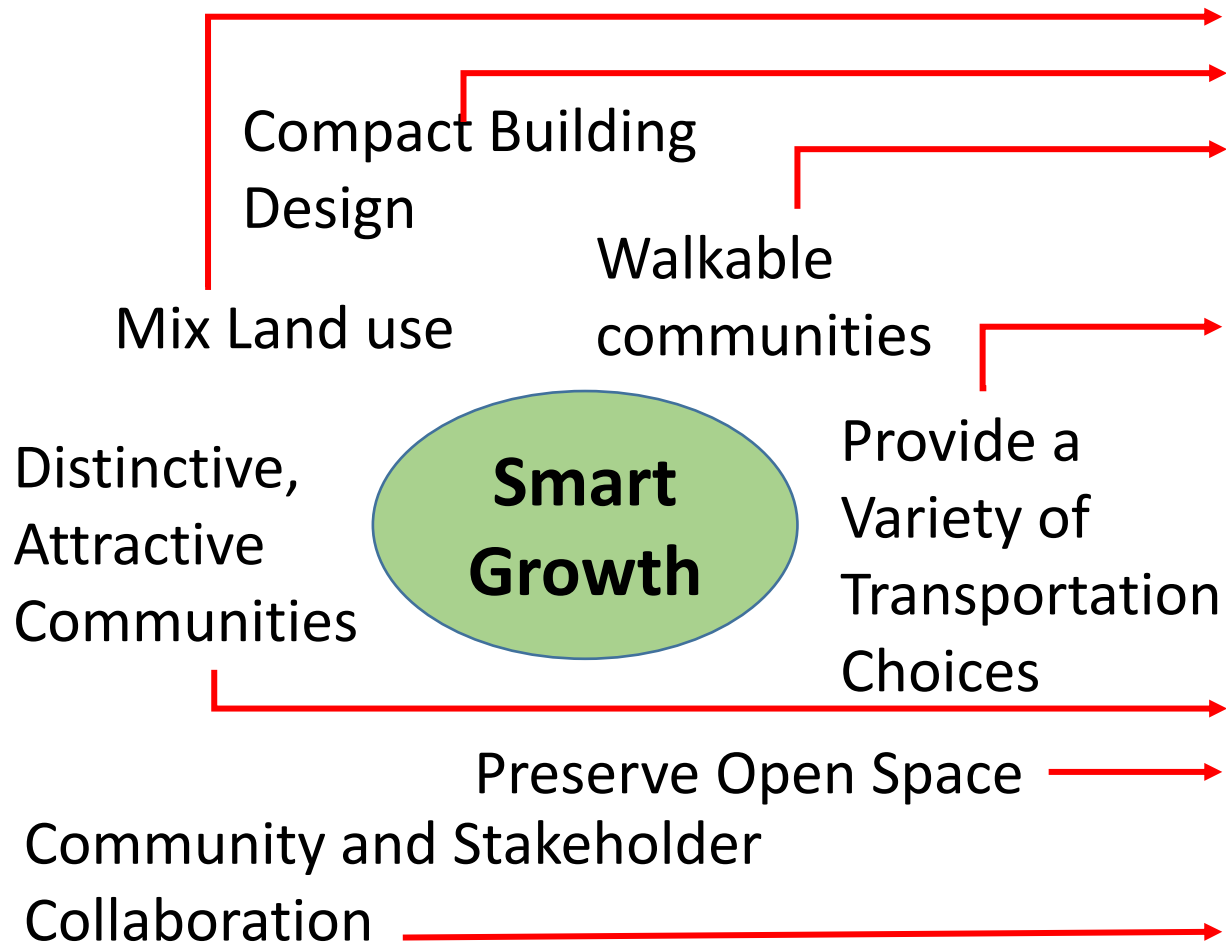 Compact Building
Design
Walkable
communities
Mix Land use
Distinctive,
Attractive
Communities
Smart
Growth
Provide a
Variety of
Transportation
Choices
Preserve Open Space
Community and Stakeholder
Collaboration